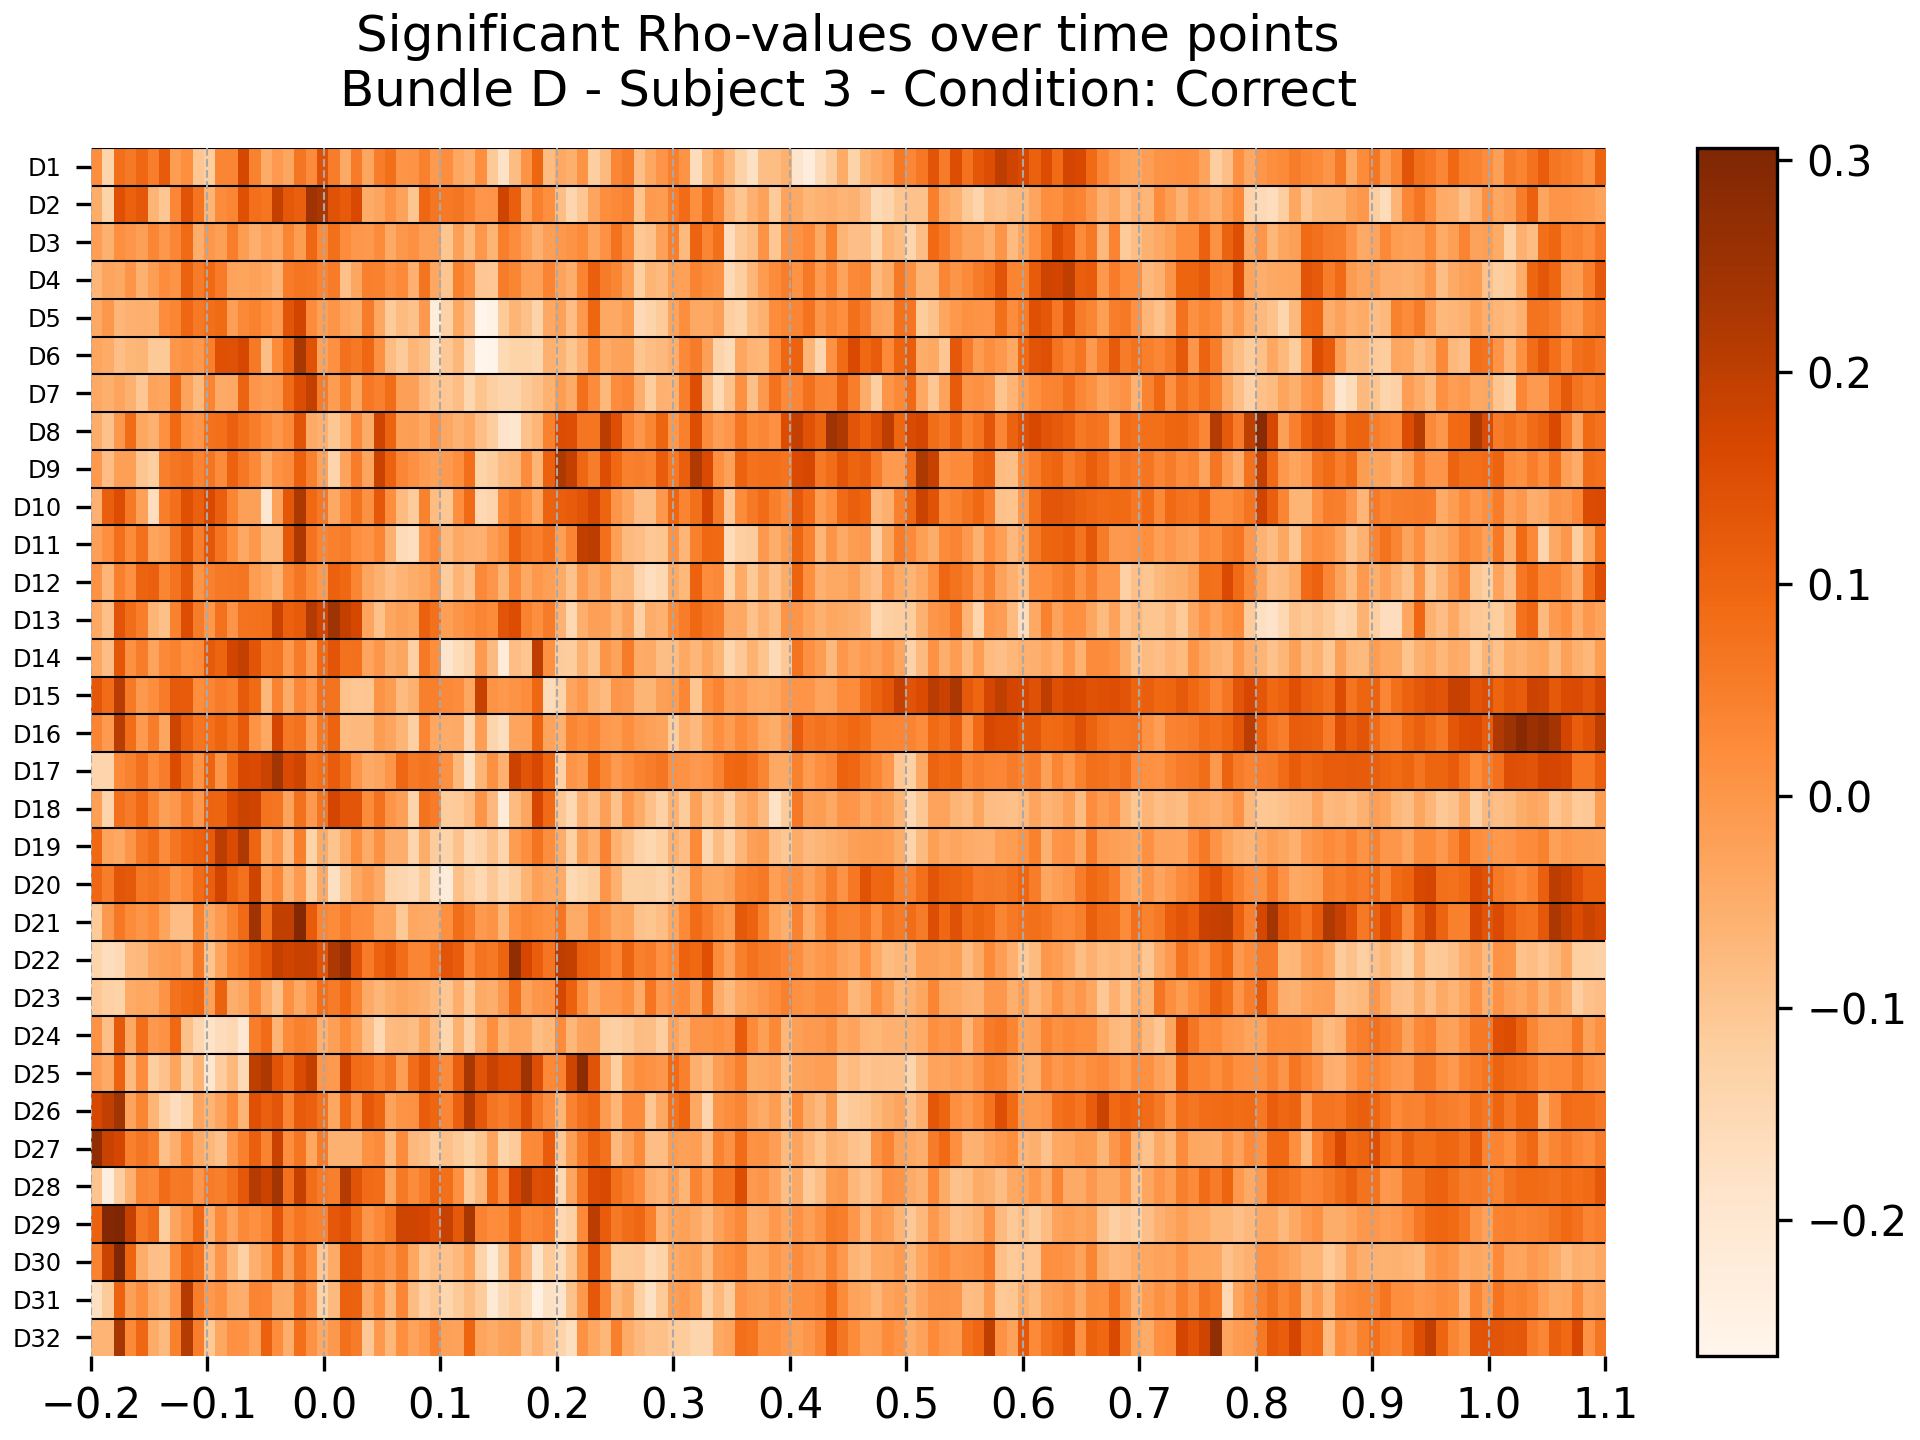 Significant Rho-values over time points
Bundle D - Subject 3 - Condition: Correct
D1
D2
D3
D4
D5
D6
D7
D8
D9
D10
D11
D12
D13
D14
D15
D16
D17
D18
D19
D20
D21
D22
D23
D24
D25
D26
D27
D28
D29
D30
D31
D32
−0.2 −0.1 0.0 0.1 0.2 0.3 0.4 0.5 0.6 0.7 0.8 0.9 1.0 1.1
0.3
0.2
0.1
0.0
−0.1
−0.2